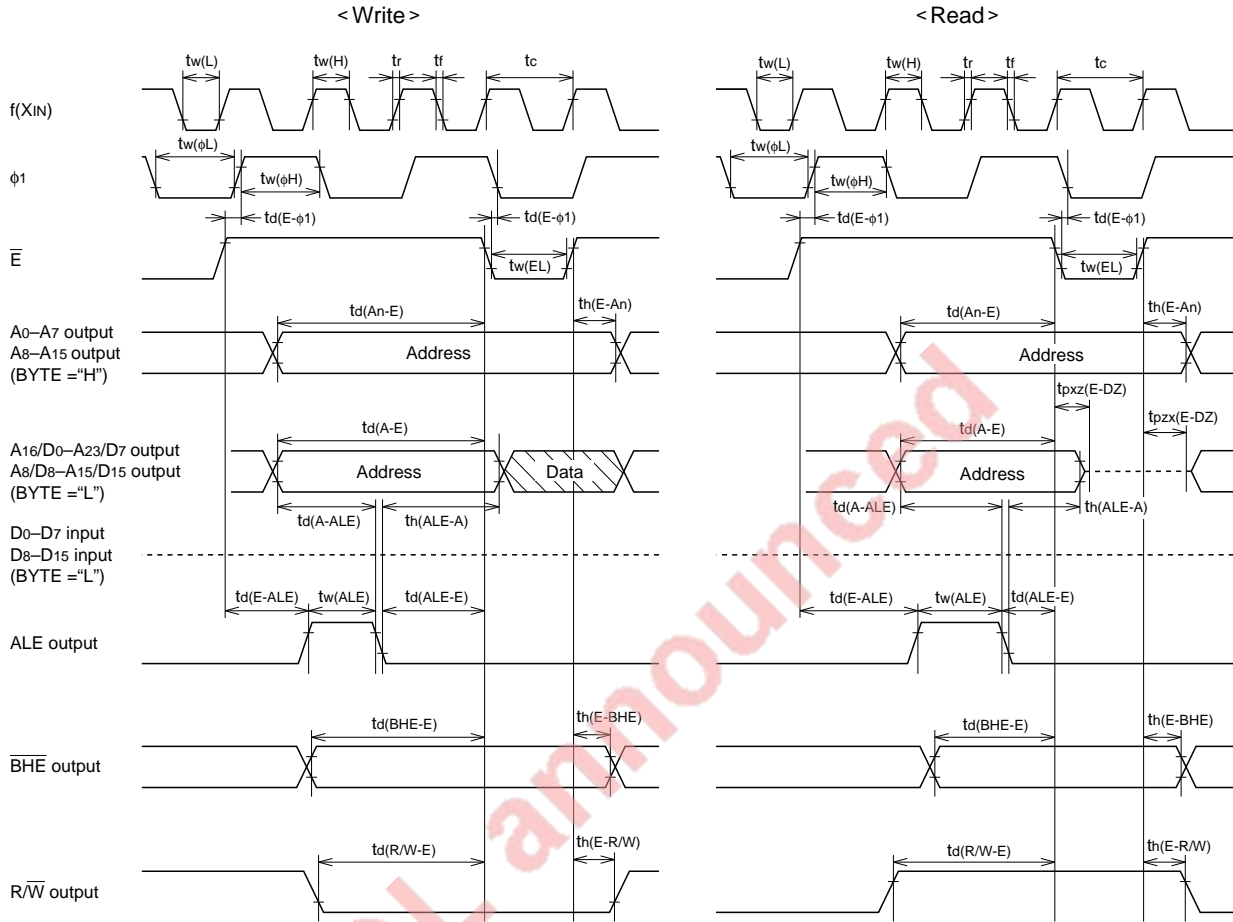 <Write>
<Read>
tw(L) tw(H) tr tf tc
tw(L) tw(H) tr tf tc
f(XIN)
tw(ϕL)
tw(ϕL)
ϕ1
tw(ϕH)
tw(ϕH)
td(E-ϕ1) td(E-ϕ1)
td(E-ϕ1) td(E-ϕ1)
E
tw(EL)
tw(EL)
td(An-E) th(E-An)
td(An-E) th(E-An)
A0–A7 output
A8–A15 output
(BYTE ="H")
Address
Address
tpxz(E-DZ)
tpzx(E-DZ)
td(A-E)
td(A-E)
A16/D0–A23/D7 output
A8/D8–A15/D15 output
(BYTE ="L")
Address Data
Address
td(A-ALE) th(ALE-A)
td(A-ALE) th(ALE-A)
D0–D7 input
D8–D15 input
(BYTE ="L")
td(E-ALE) tw(ALE) td(ALE-E)
td(E-ALE) tw(ALE) td(ALE-E)
ALE output
td(BHE-E) th(E-BHE)
td(BHE-E) th(E-BHE)
BHE output
td(R/W-E) th(E-R/W)
td(R/W-E) th(E-R/W)
R/W output
announced